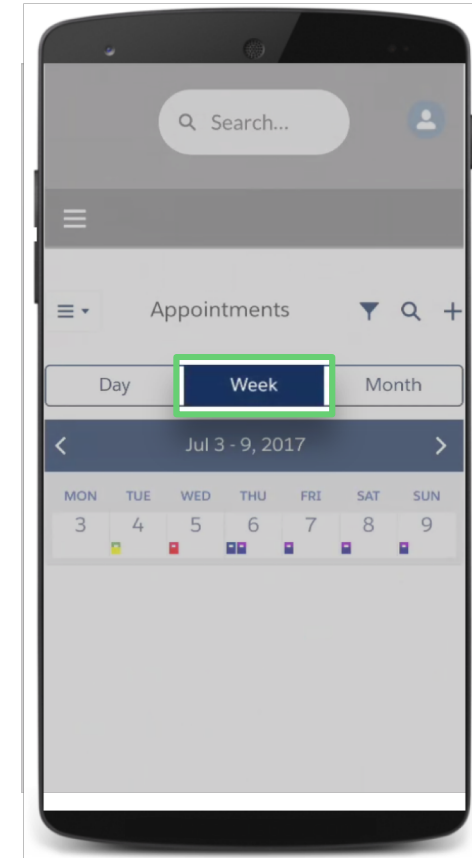 Search...
Appointments
Day Week Month
Jul 3 - 9, 2017
MON TUE WED THU FRI SAT SUN
3 4 5 6 7 8 9